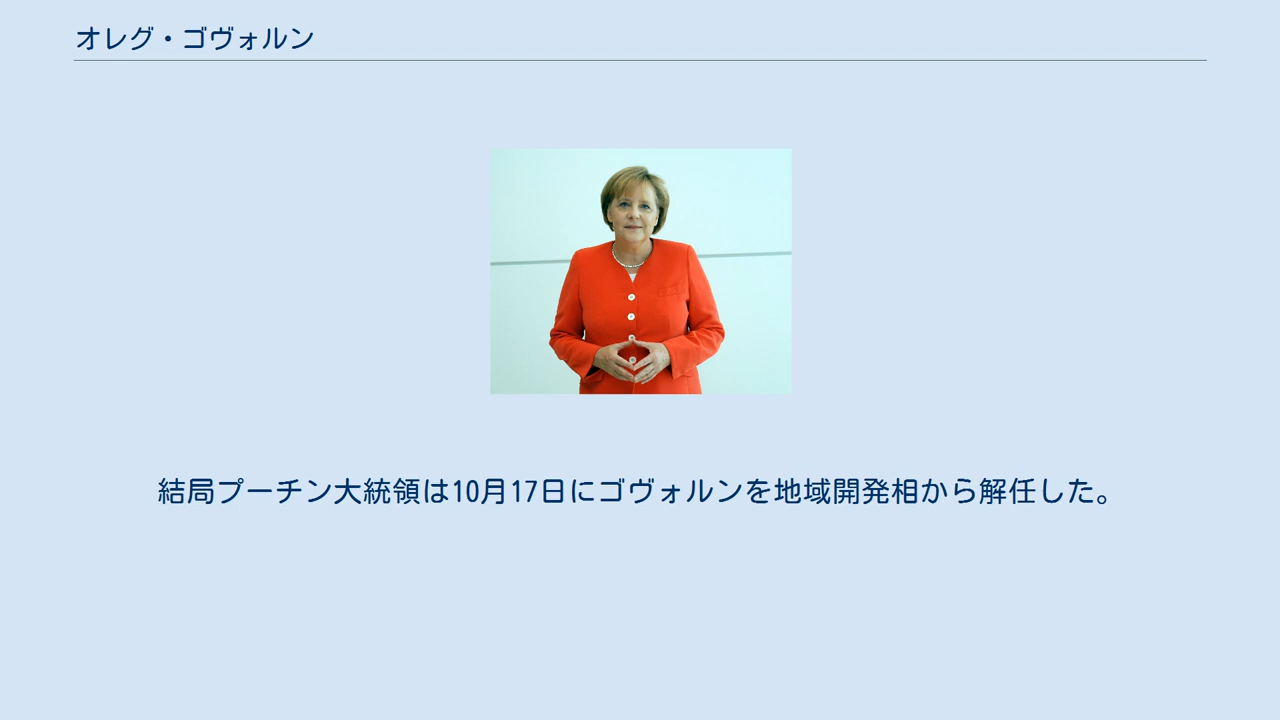 オレグ・ゴヴォルン
結局プーチン大統領は10月17日にゴヴォルンを地域開発相から解任した。